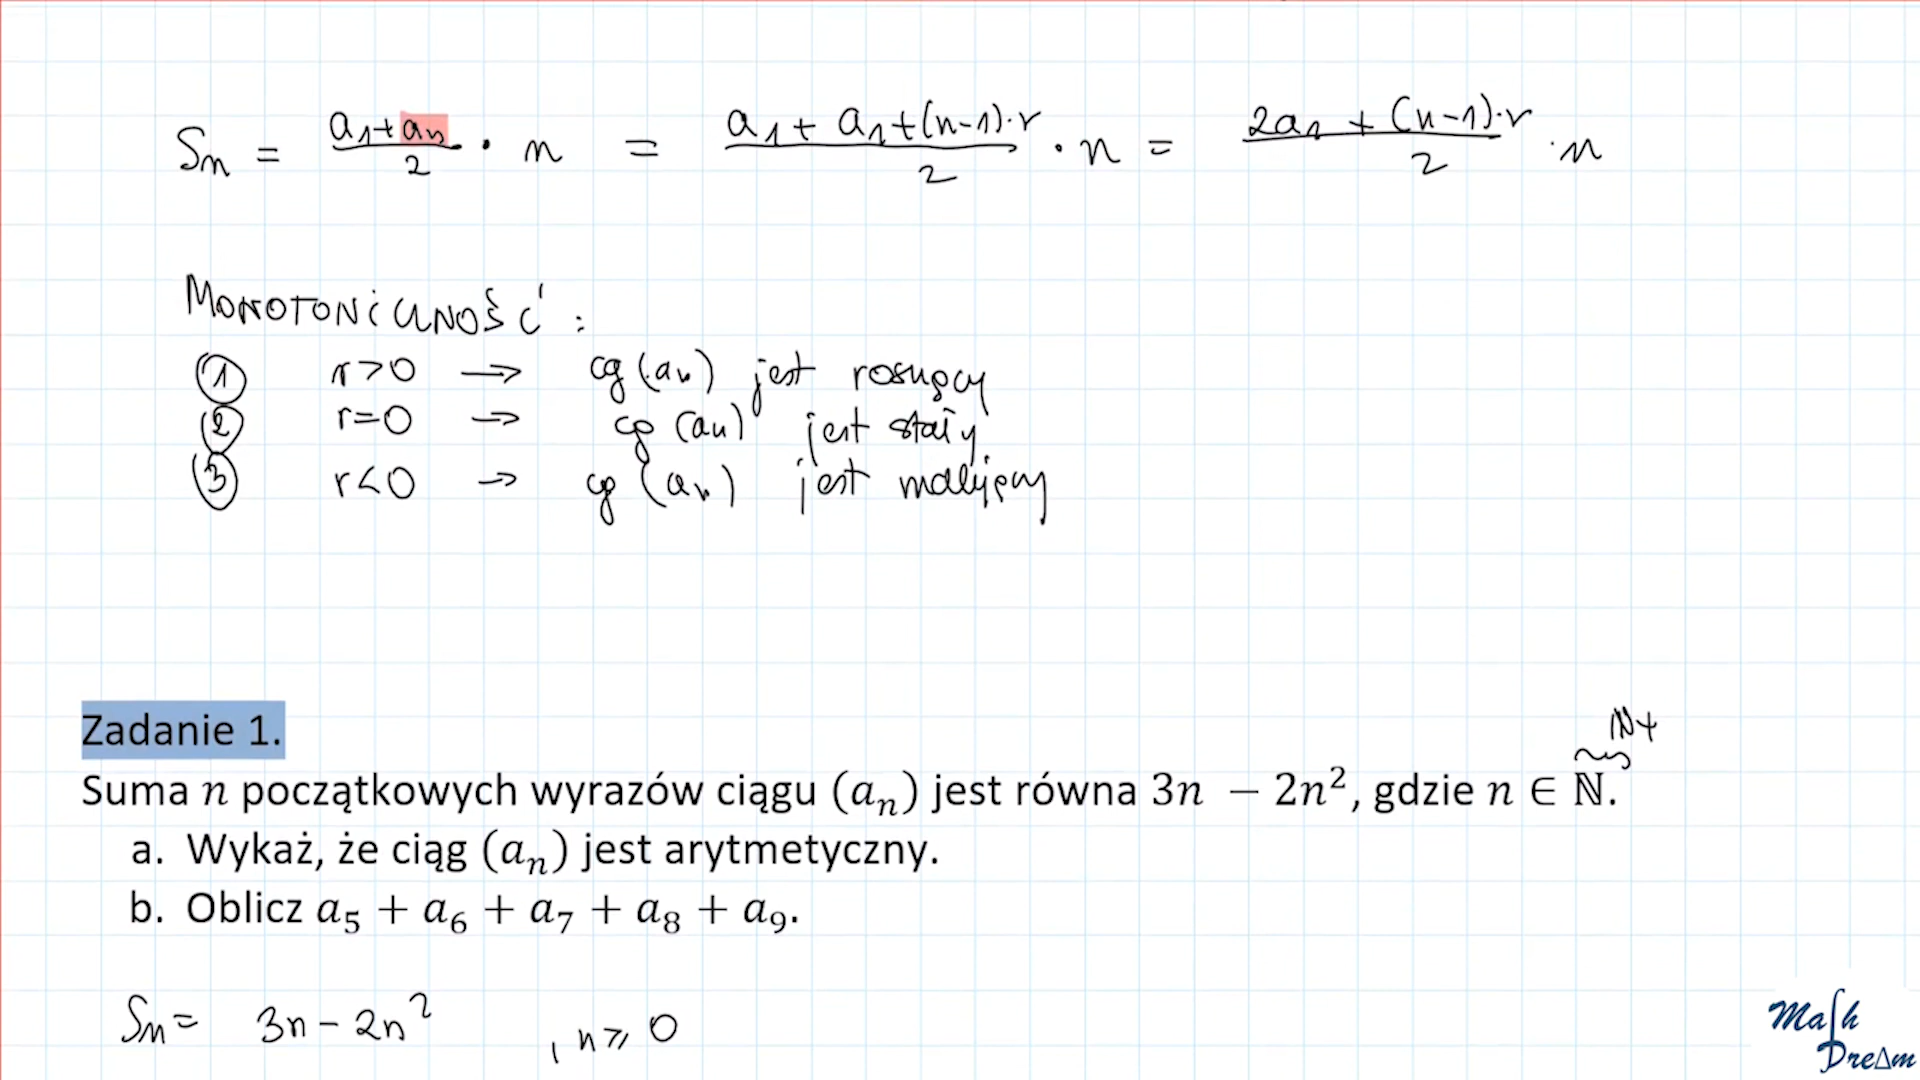 Sn = a1+an/2 · n = a1+a1+(n-1)·r/2 · n = 2a1+(n-1)·r/2 · n
MONOTONICZNOŚĆ:
1 r>0 → cg (an) jest rosnący
2 r=0 → cg (an) jest stały
3 r<0 → cg (an) jest malejący
Zadanie 1.
N+
Suma n początkowych wyrazów ciągu (aₙ) jest równa 3n − 2n², gdzie n ∈ ℕ.
a. Wykaż, że ciąg (aₙ) jest arytmetyczny.
b. Oblicz a₅ + a₆ + a₇ + a₈ + a₉.
Sn = 3n − 2n² , n ⩾ 0
Math
Dre∆m